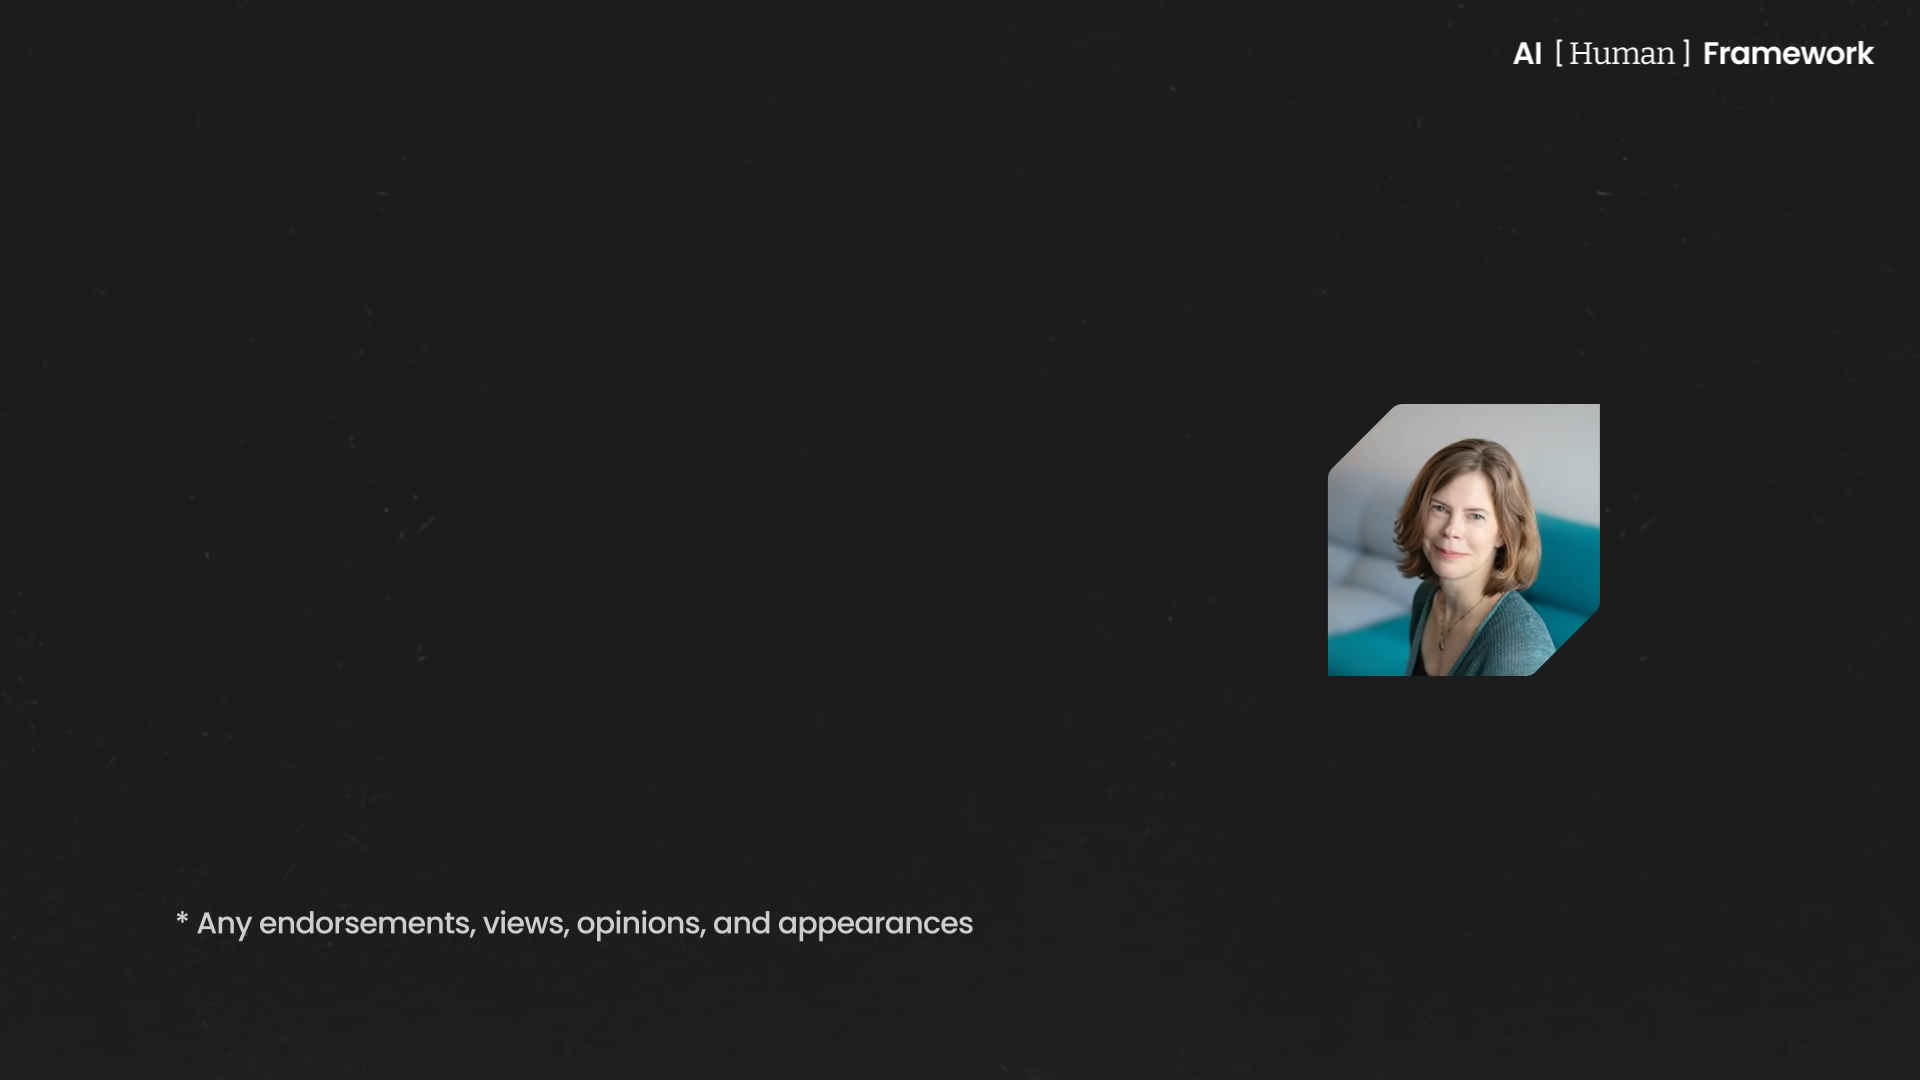 AI [Human] Framework
* Any endorsements, views, opinions, and appearances